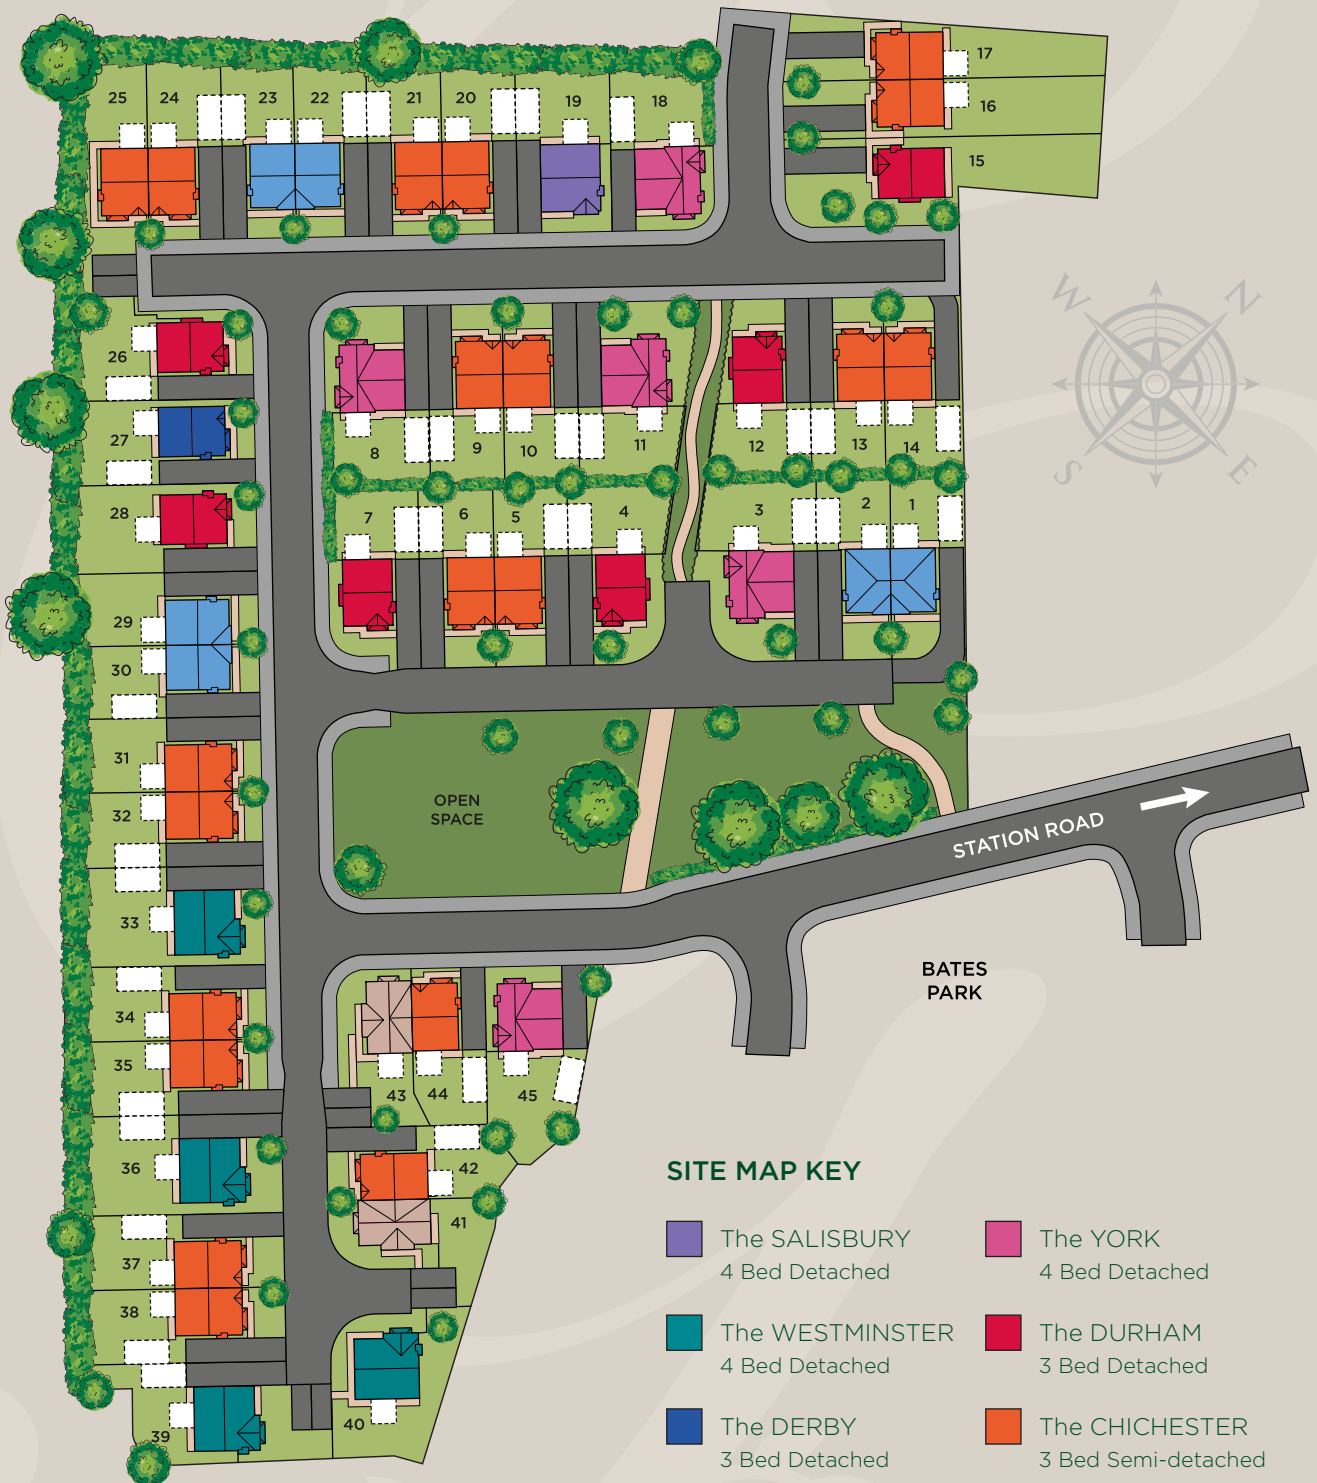 17
16
15
25 24 23 22 21 20 19 18
W N
S E
26
27
28
29
30
31
32
33
34
35
36
37
38
39
40
8 9 10 11 12 13 14
7 6 5 4 3 2 1
OPEN
SPACE
STATION ROAD
BATES
PARK
43 44 45
42
41
SITE MAP KEY
The SALISBURY
4 Bed Detached
The YORK
4 Bed Detached
The WESTMINSTER
4 Bed Detached
The DURHAM
3 Bed Detached
The DERBY
3 Bed Detached
The CHICHESTER
3 Bed Semi-detached